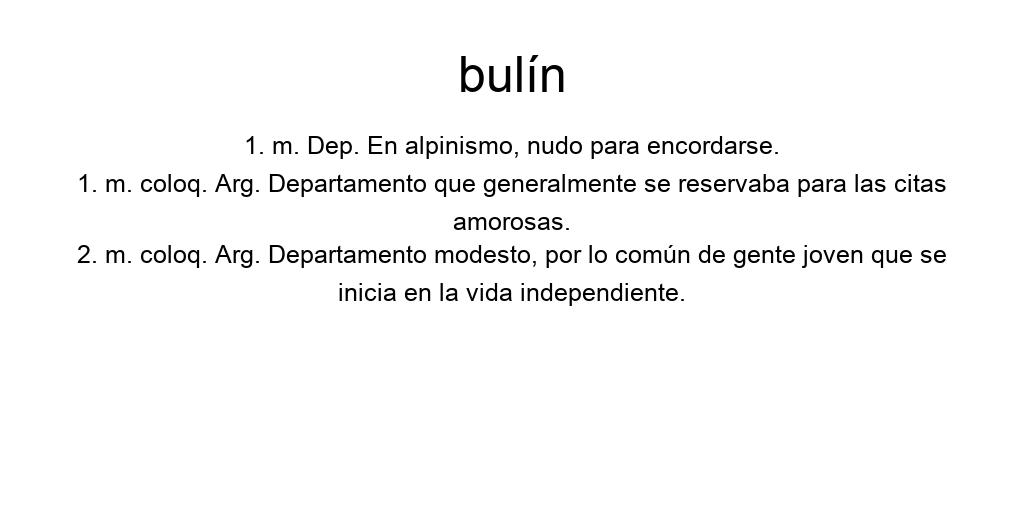 bulín
1. m. Dep. En alpinismo, nudo para encordarse.
1. m. coloq. Arg. Departamento que generalmente se reservaba para las citas
amorosas.
2. m. coloq. Arg. Departamento modesto, por lo común de gente joven que se
inicia en la vida independiente.